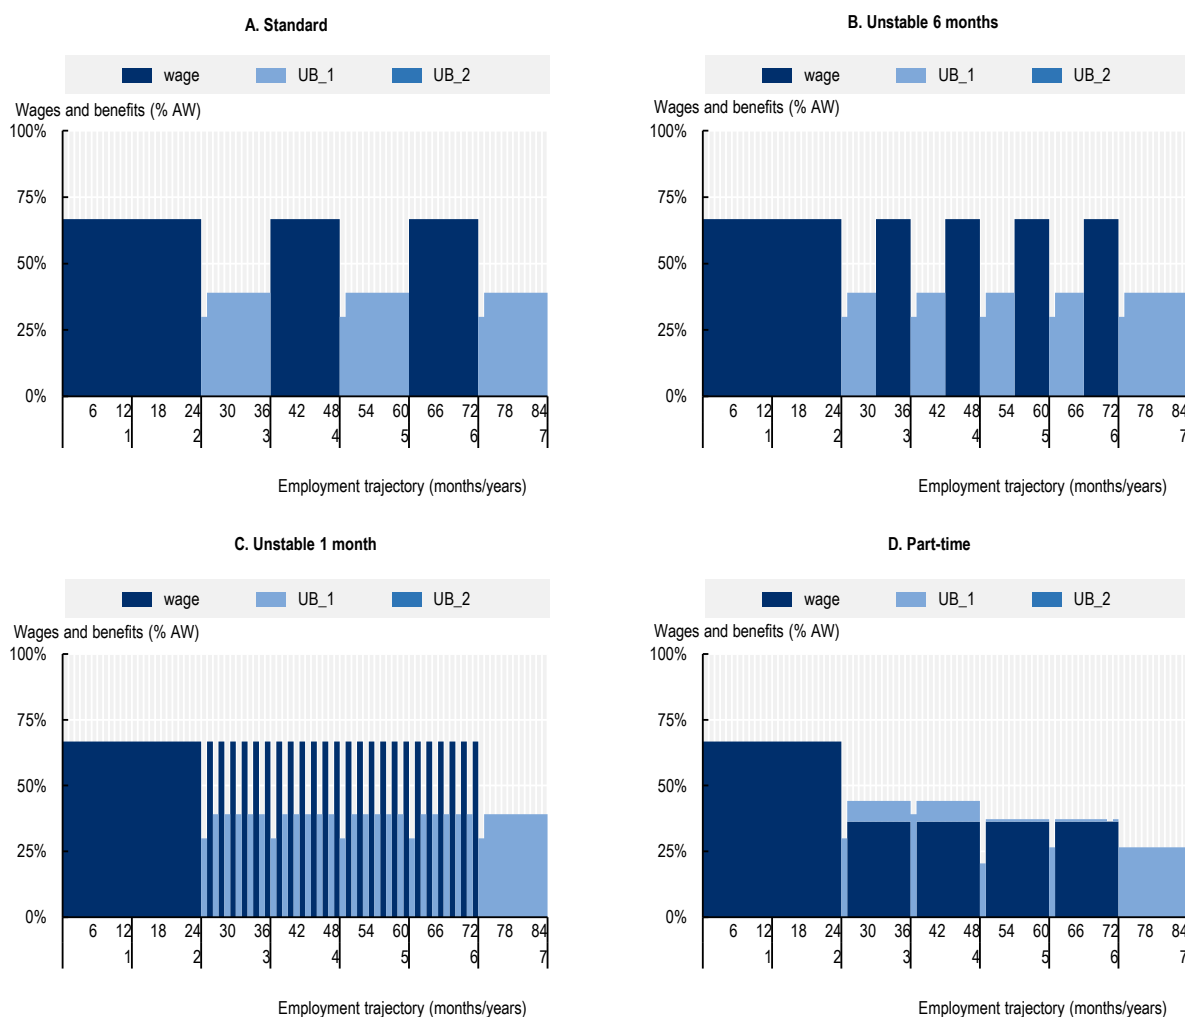 A. Standard
wage UB_1 UB_2
Wages and benefits (% AW)
100%
75%
50%
25%
0%
6 12 18 24 30 36 42 48 54 60 66 72 78 84
1 2 3 4 5 6 7
Employment trajectory (months/years)
B. Unstable 6 months
wage UB_1 UB_2
Wages and benefits (% AW)
100%
75%
50%
25%
0%
6 12 18 24 30 36 42 48 54 60 66 72 78 84
1 2 3 4 5 6 7
Employment trajectory (months/years)
C. Unstable 1 month
wage UB_1 UB_2
Wages and benefits (% AW)
100%
75%
50%
25%
0%
6 12 18 24 30 36 42 48 54 60 66 72 78 84
1 2 3 4 5 6 7
Employment trajectory (months/years)
D. Part-time
wage UB_1 UB_2
Wages and benefits (% AW)
100%
75%
50%
25%
0%
6 12 18 24 30 36 42 48 54 60 66 72 78 84
1 2 3 4 5 6 7
Employment trajectory (months/years)